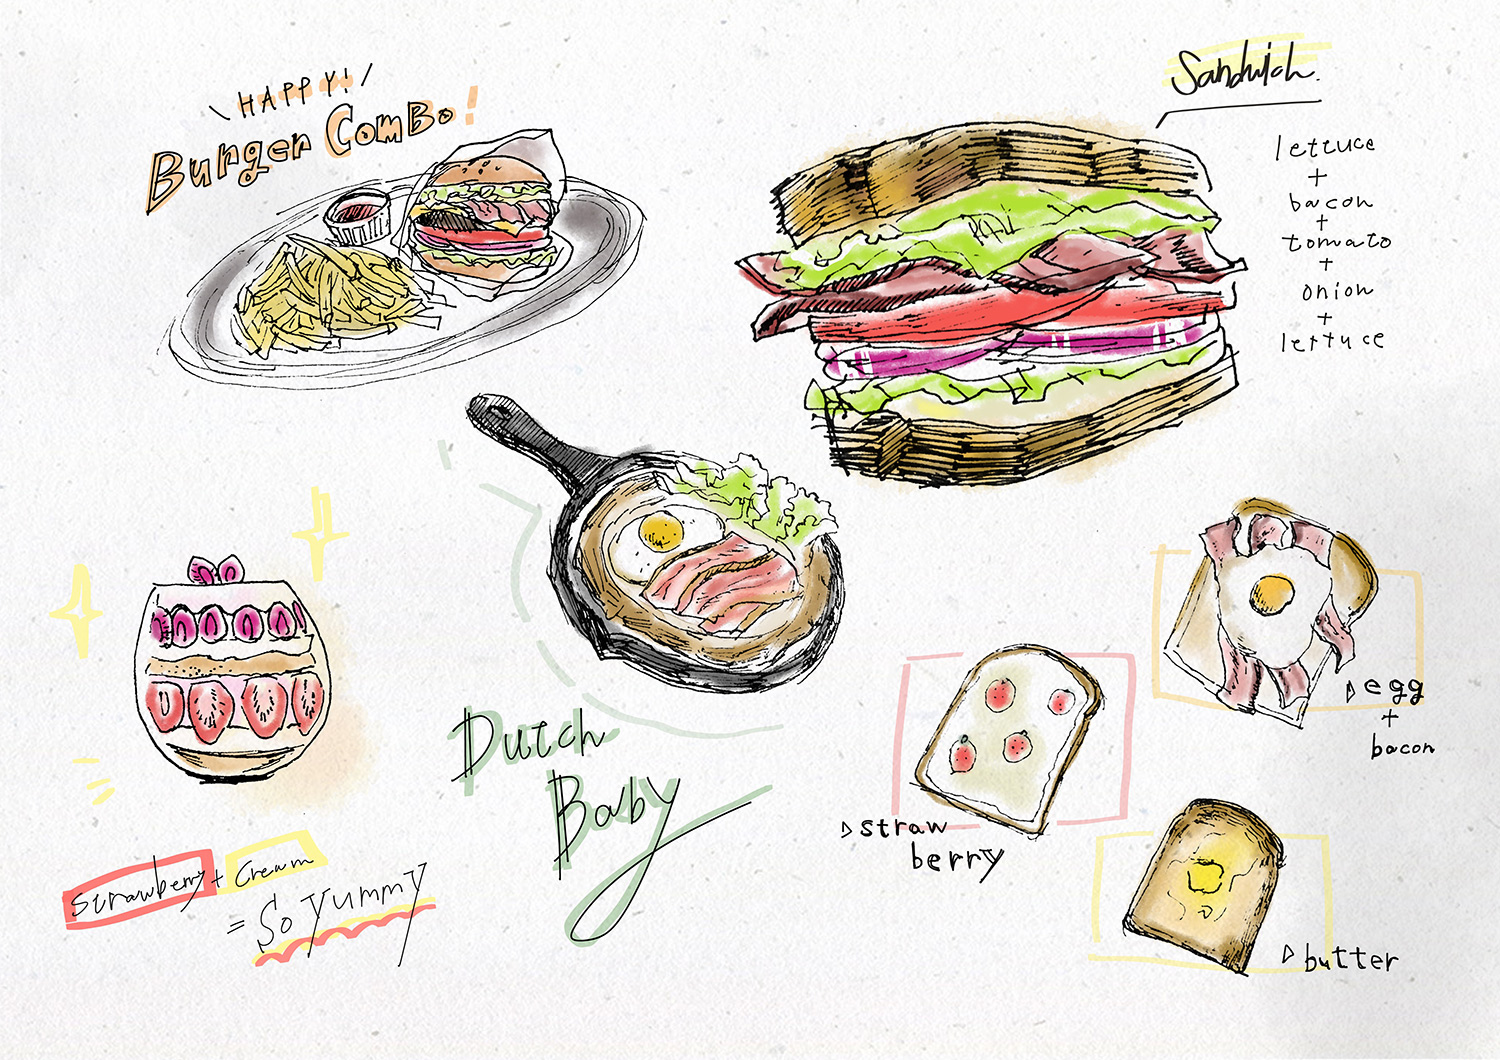 \ HAPPY! /
Burger ComBo!
Sandwich.
lettuce
+
bacon
+
tomato
+
onion
+
lettuce
Dutch
Baby
▷ egg
+
bacon
▷ straw
berry
▷ butter
strawberry + Cream
= So yummy